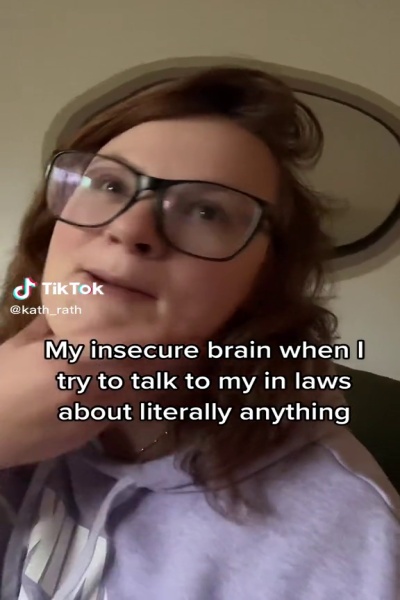 TikTok
@kath_rath
My insecure brain when I
try to talk to my in laws
about literally anything